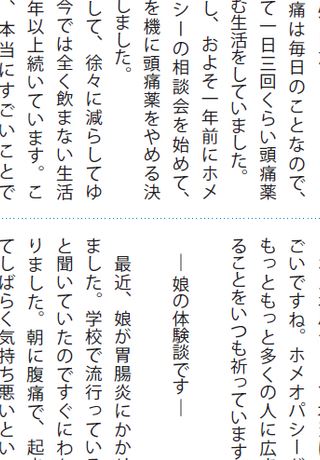 痛は毎日のことなので、
て一日三回くらい頭痛薬
む生活をしていました。
し、およそ一年前にホメ
シーの相談会を始めて、
を機に頭痛薬をやめる決
しました。
して、徐々に減らしてゆ
今では全く飲まない生活
年以上続いています。こ
、本当にすごいことで
ごいですね。ホメオパシー
もっともっと多くの人に広
ることをいつも祈っています
― 娘の体験談です ―
最近、娘が胃腸炎にかか
ました。学校で流行っている
と聞いていたのですぐにわ
りました。朝に腹痛で、起
てしばらく気持ち悪いとい